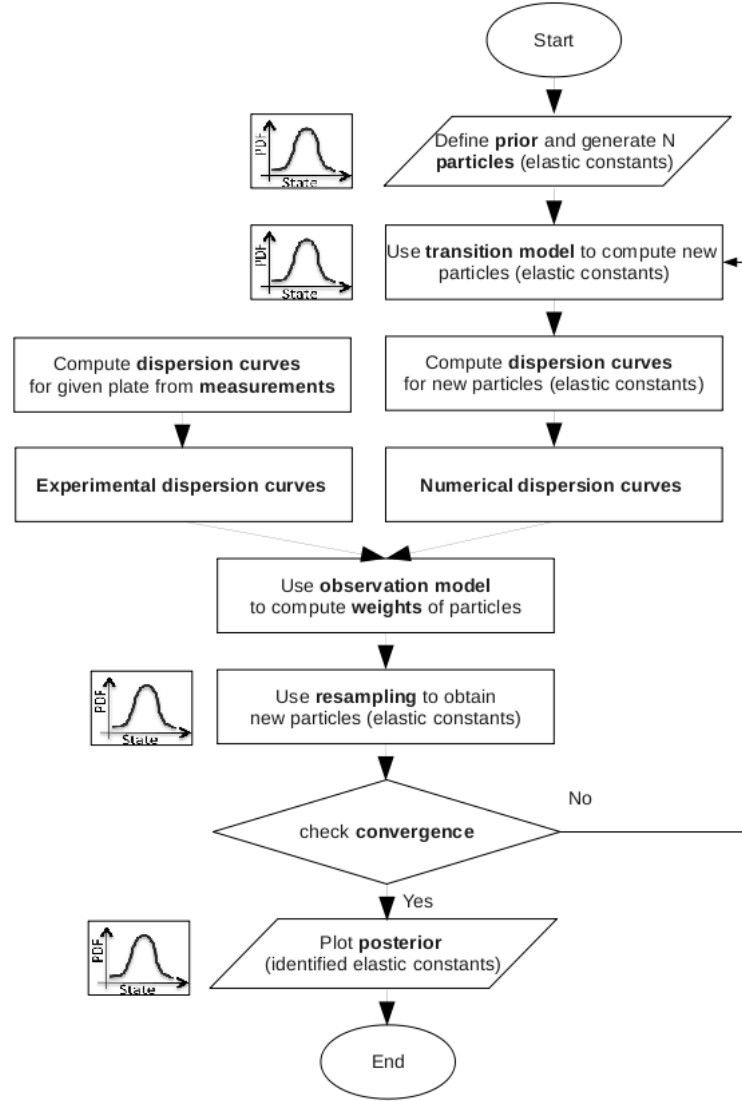 Start
PDF
State
Define prior and generate N
particles (elastic constants)
PDF
State
Use transition model to compute new
particles (elastic constants)
Compute dispersion curves
for given plate from measurements
Compute dispersion curves
for new particles (elastic constants)
Experimental dispersion curves
Numerical dispersion curves
Use observation model
to compute weights of particles
PDF
State
Use resampling to obtain
new particles (elastic constants)
No
check convergence
Yes
PDF
State
Plot posterior
(identified elastic constants)
End